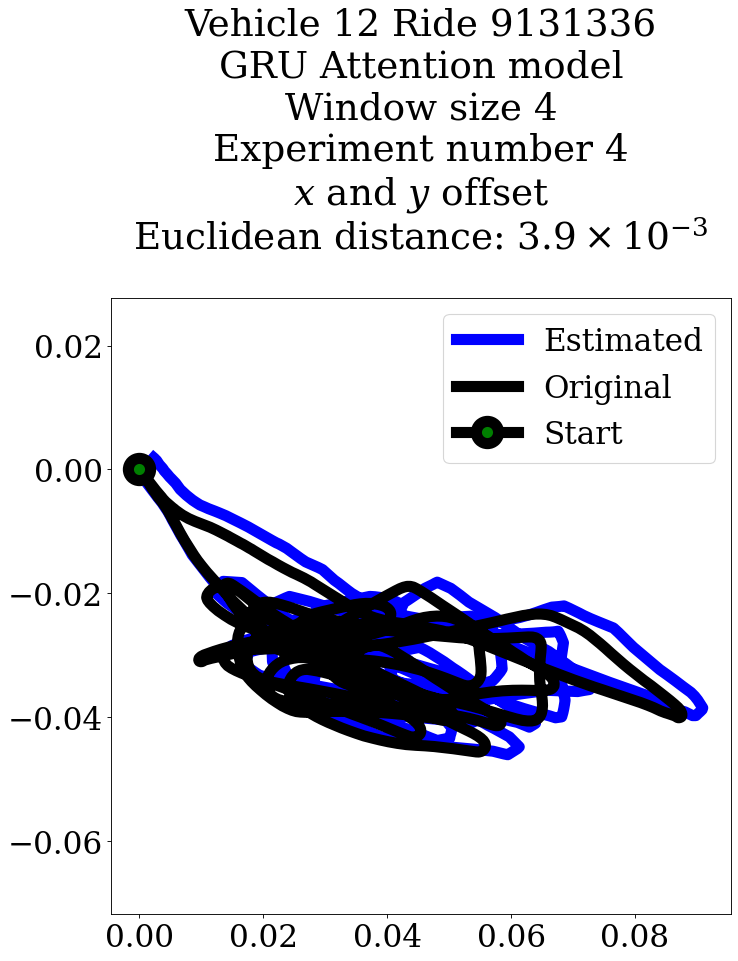 Vehicle 12 Ride 9131336
GRU Attention model
Window size 4
Experiment number 4
x and y offset
Euclidean distance: 3.9 × 10⁻³
Estimated
Original
Start
0.02
0.00
−0.02
−0.04
−0.06
0.00 0.02 0.04 0.06 0.08